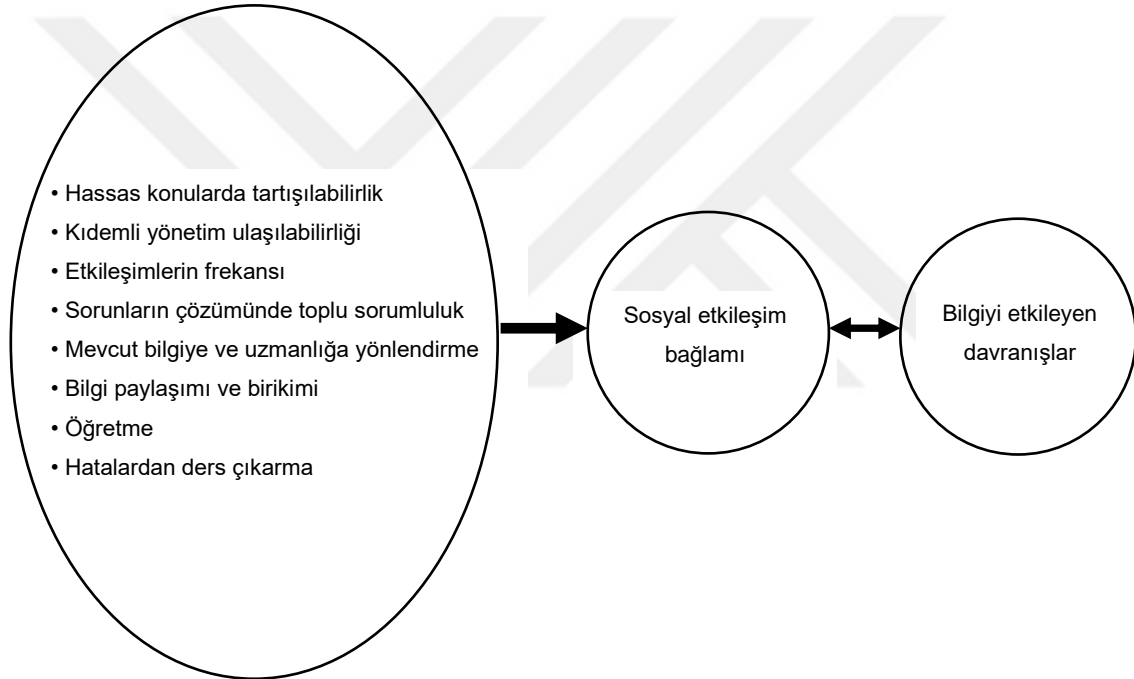 • Hassas konularda tartışılabilirlik
• Kıdemli yönetim ulaşılabilirliği
• Etkileşimlerin frekansı
• Sorunların çözümünde toplu sorumluluk
• Mevcut bilgiye ve uzmanlığa yönlendirme
• Bilgi paylaşımı ve birikimi
• Öğretme
• Hatalardan ders çıkarma
Sosyal etkileşim
bağlamı
Bilgiyi etkileyen
davranışlar